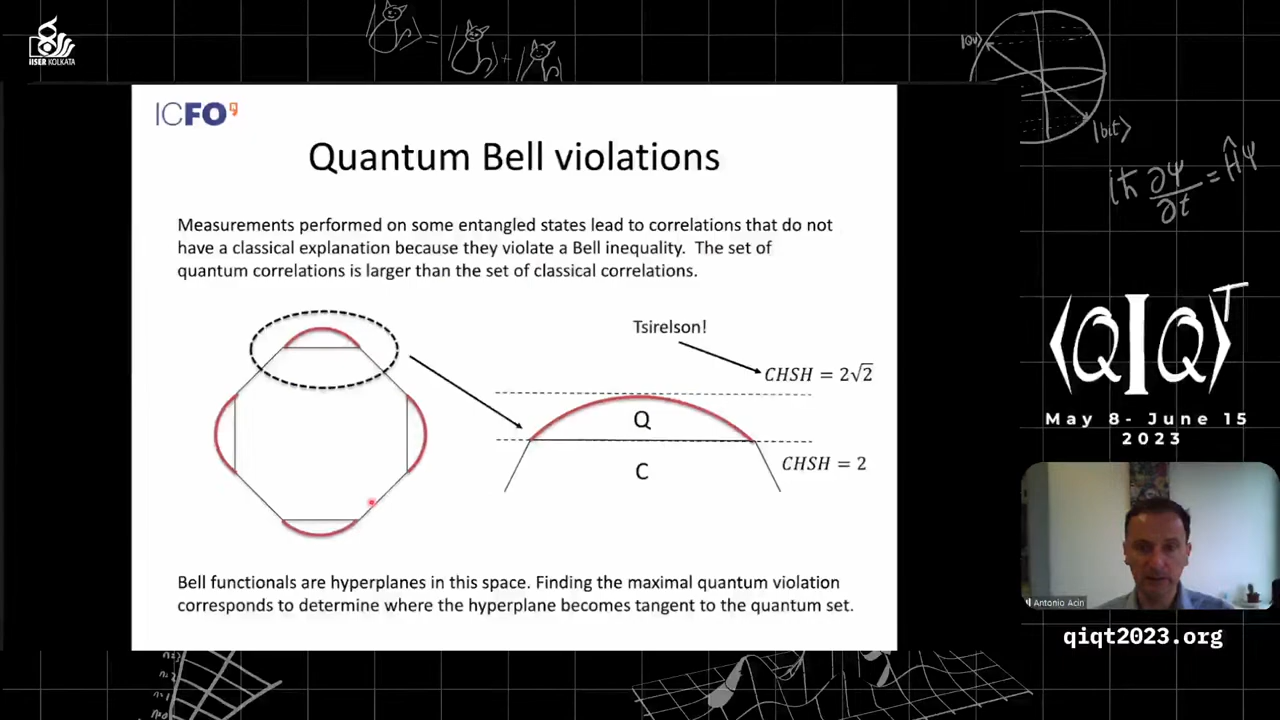 IISER KOLKATA
ICFO
Quantum Bell violations
Measurements performed on some entangled states lead to correlations that do not
have a classical explanation because they violate a Bell inequality. The set of
quantum correlations is larger than the set of classical correlations.
Tsirelson!
CHSH = 2√2
Q
CHSH = 2
C
Bell functionals are hyperplanes in this space. Finding the maximal quantum violation
corresponds to determine where the hyperplane becomes tangent to the quantum set.
|bit⟩
iħ ∂ψ/∂t = Ĥψ
⟨QIQ⟩ᵀ
May 8- June 15
2023
Antonio Acin
qiqt2023.org